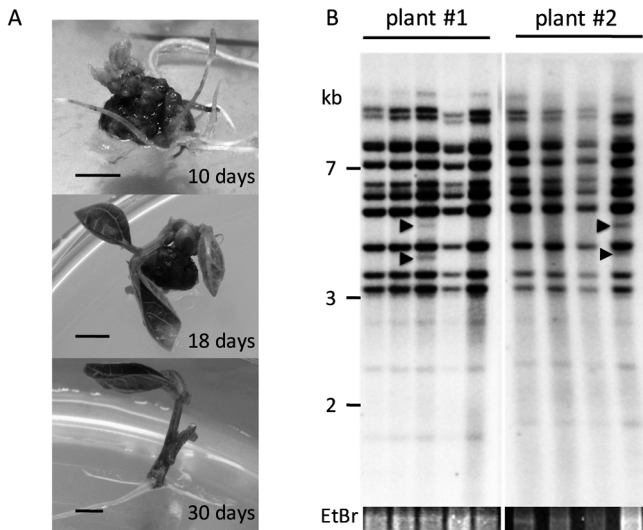 A
10 days
18 days
30 days
B
plant #1
plant #2
kb
7
3
2
EtBr